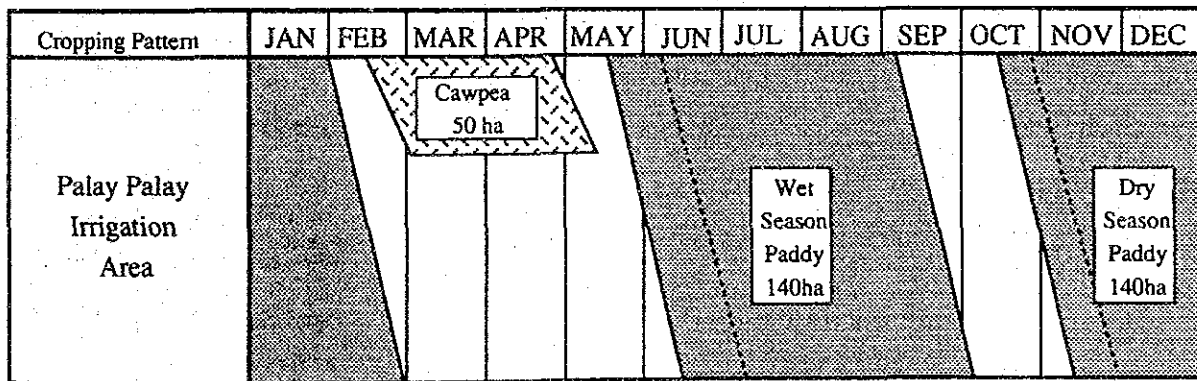 Cropping Pattern JAN FEB MAR APR MAY JUN JUL AUG SEP OCT NOV DEC
Palay Palay
Irrigation
Area
Cawpea
50 ha
Wet
Season
Paddy
140ha
Dry
Season
Paddy
140ha